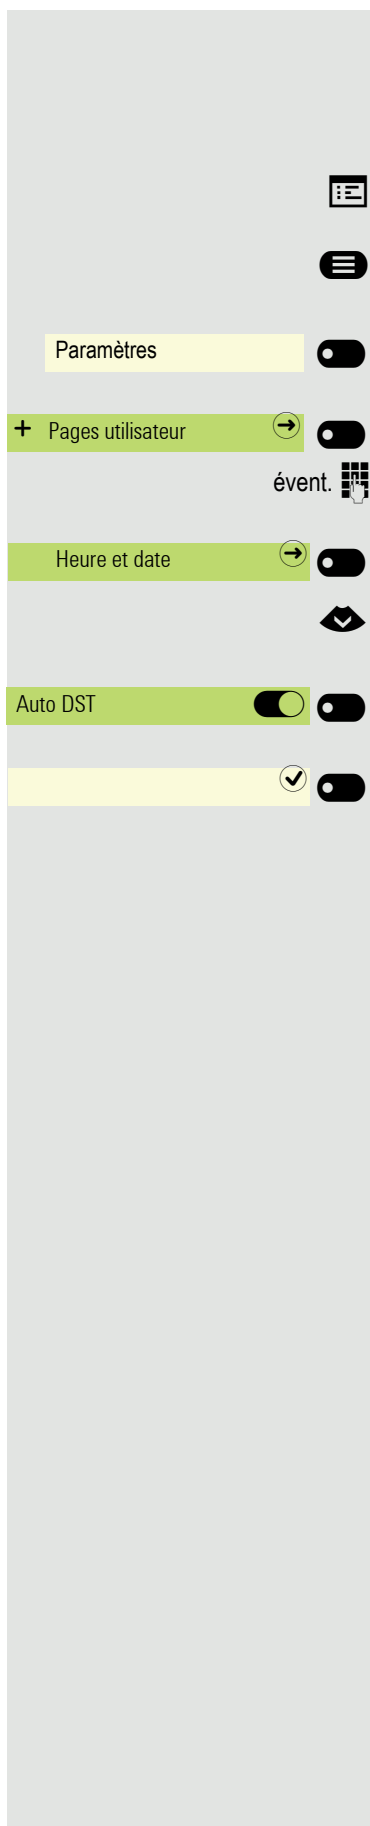 Paramètres
+ Pages utilisateur
évent.
Heure et date
Auto DST